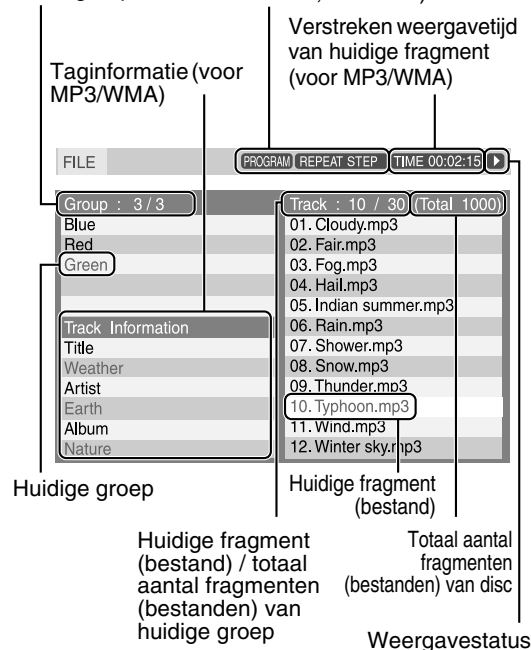 Verstreken weergavetijd
van huidige fragment
(voor MP3/WMA)
Taginformatie (voor
MP3/WMA)
FILE
PROGRAM REPEAT STEP TIME 00:02:15
Group : 3 / 3
Blue
Red
Green
Track Information
Title
Weather
Artist
Earth
Album
Nature
Track : 10 / 30 (Total 1000)
01. Cloudy.mp3
02. Fair.mp3
03. Fog.mp3
04. Hail.mp3
05. Indian summer.mp3
06. Rain.mp3
07. Shower.mp3
08. Snow.mp3
09. Thunder.mp3
10. Typhoon.mp3
11. Wind.mp3
12. Winter sky.mp3
Huidige groep
Huidige fragment
(bestand)
Huidige fragment
(bestand) / totaal
aantal fragmenten
(bestanden) van
huidige groep
Totaal aantal
fragmenten
(bestanden) van disc
Weergavestatus